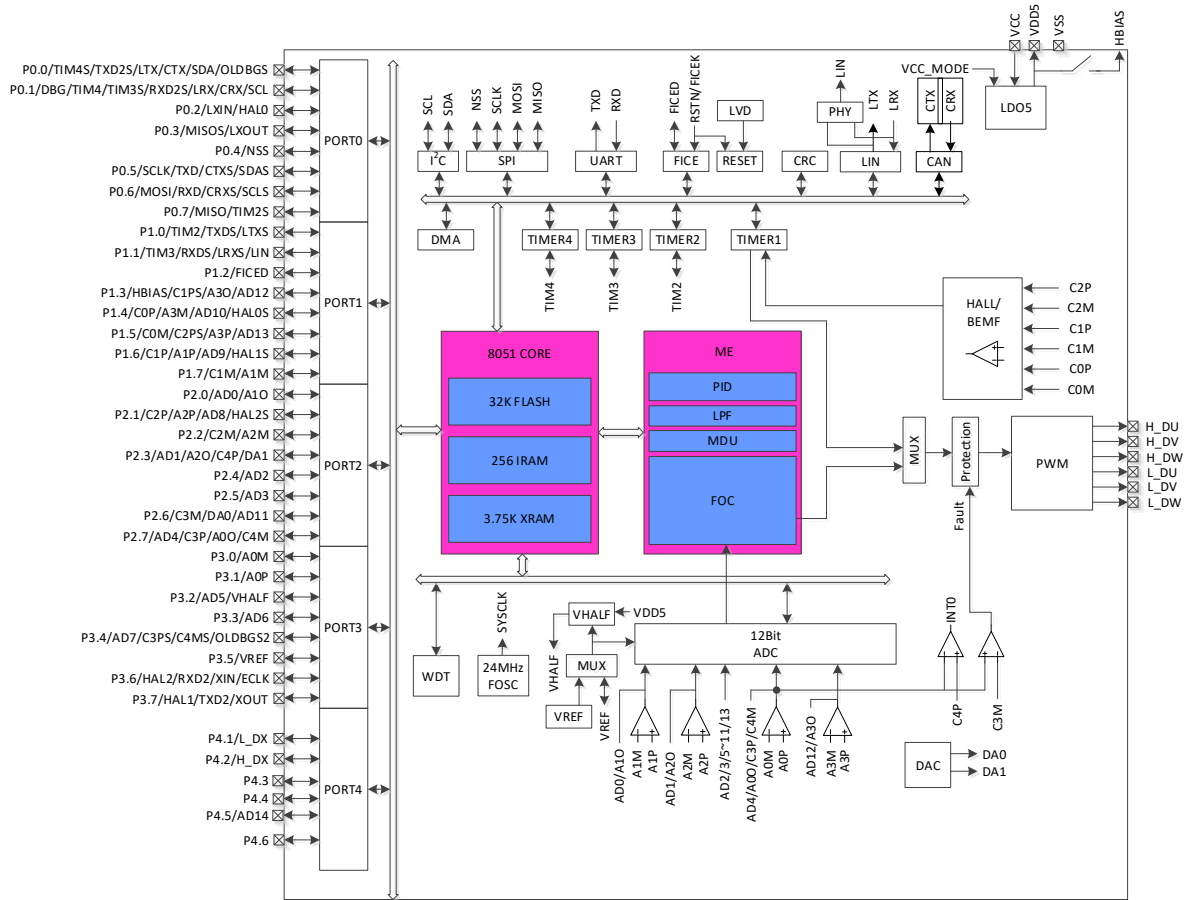 VCC
VDD5
VSS
HBIAS
P0.0/TIM4S/TXD2S/LTX/CTX/SDA/OLDBGS
P0.1/DBG/TIM4/TIM3S/RXD2S/LRX/CRX/SCL
P0.2/LXIN/HAL0
P0.3/MISOS/LXOUT
P0.4/NSS
P0.5/SCLK/TXD/CTXS/SDAS
P0.6/MOSI/RXD/CRXS/SCLS
P0.7/MISO/TIM2S
PORT0
P1.0/TIM2/TXDS/LTXS
P1.1/TIM3/RXDS/LRXS/LIN
P1.2/FICED
P1.3/HBIAS/C1PS/A3O/AD12
P1.4/C0P/A3M/AD10/HAL0S
P1.5/C0M/C2PS/A3P/AD13
P1.6/C1P/A1P/AD9/HAL1S
P1.7/C1M/A1M
PORT1
P2.0/AD0/A1O
P2.1/C2P/A2P/AD8/HAL2S
P2.2/C2M/A2M
P2.3/AD1/A2O/C4P/DA1
P2.4/AD2
P2.5/AD3
P2.6/C3M/DA0/AD11
P2.7/AD4/C3P/A0O/C4M
PORT2
P3.0/A0M
P3.1/A0P
P3.2/AD5/VHALF
P3.3/AD6
P3.4/AD7/C3PS/C4MS/OLDBGS2
P3.5/VREF
P3.6/HAL2/RXD2/XIN/ECLK
P3.7/HAL1/TXD2/XOUT
PORT3
P4.1/L_DX
P4.2/H_DX
P4.3
P4.4
P4.5/AD14
P4.6
PORT4
SCL
SDA
NSS
SCLK
MOSI
MISO
TXD
RXD
FICED
RSTN/FICEK
LVD
LIN
PHY
LTX
LRX
VCC_MODE
CTX
CRX
LDO5
I2C
SPI
UART
FICE
RESET
CRC
LIN
CAN
DMA
TIMER4
TIMER3
TIMER2
TIMER1
TIM4
TIM3
TIM2
HALL/
BEMF
C2P
C2M
C1P
C1M
C0P
C0M
8051 CORE
32K FLASH
256 IRAM
3.75K XRAM
ME
PID
LPF
MDU
FOC
MUX
Protection
Fault
PWM
H_DU
H_DV
H_DW
L_DU
L_DV
L_DW
WDT
SYSCLK
24MHz
FOSC
VHALF
VDD5
VHALF
MUX
VREF
VREF
12Bit
ADC
AD0/A1O
A1M
A1P
AD1/A2O
A2M
A2P
AD2/3/5~11/13
AD4/A0O/C3P/C4M
A0M
A0P
AD12/A3O
A3M
A3P
INT0
C4P
C3M
DAC
DA0
DA1